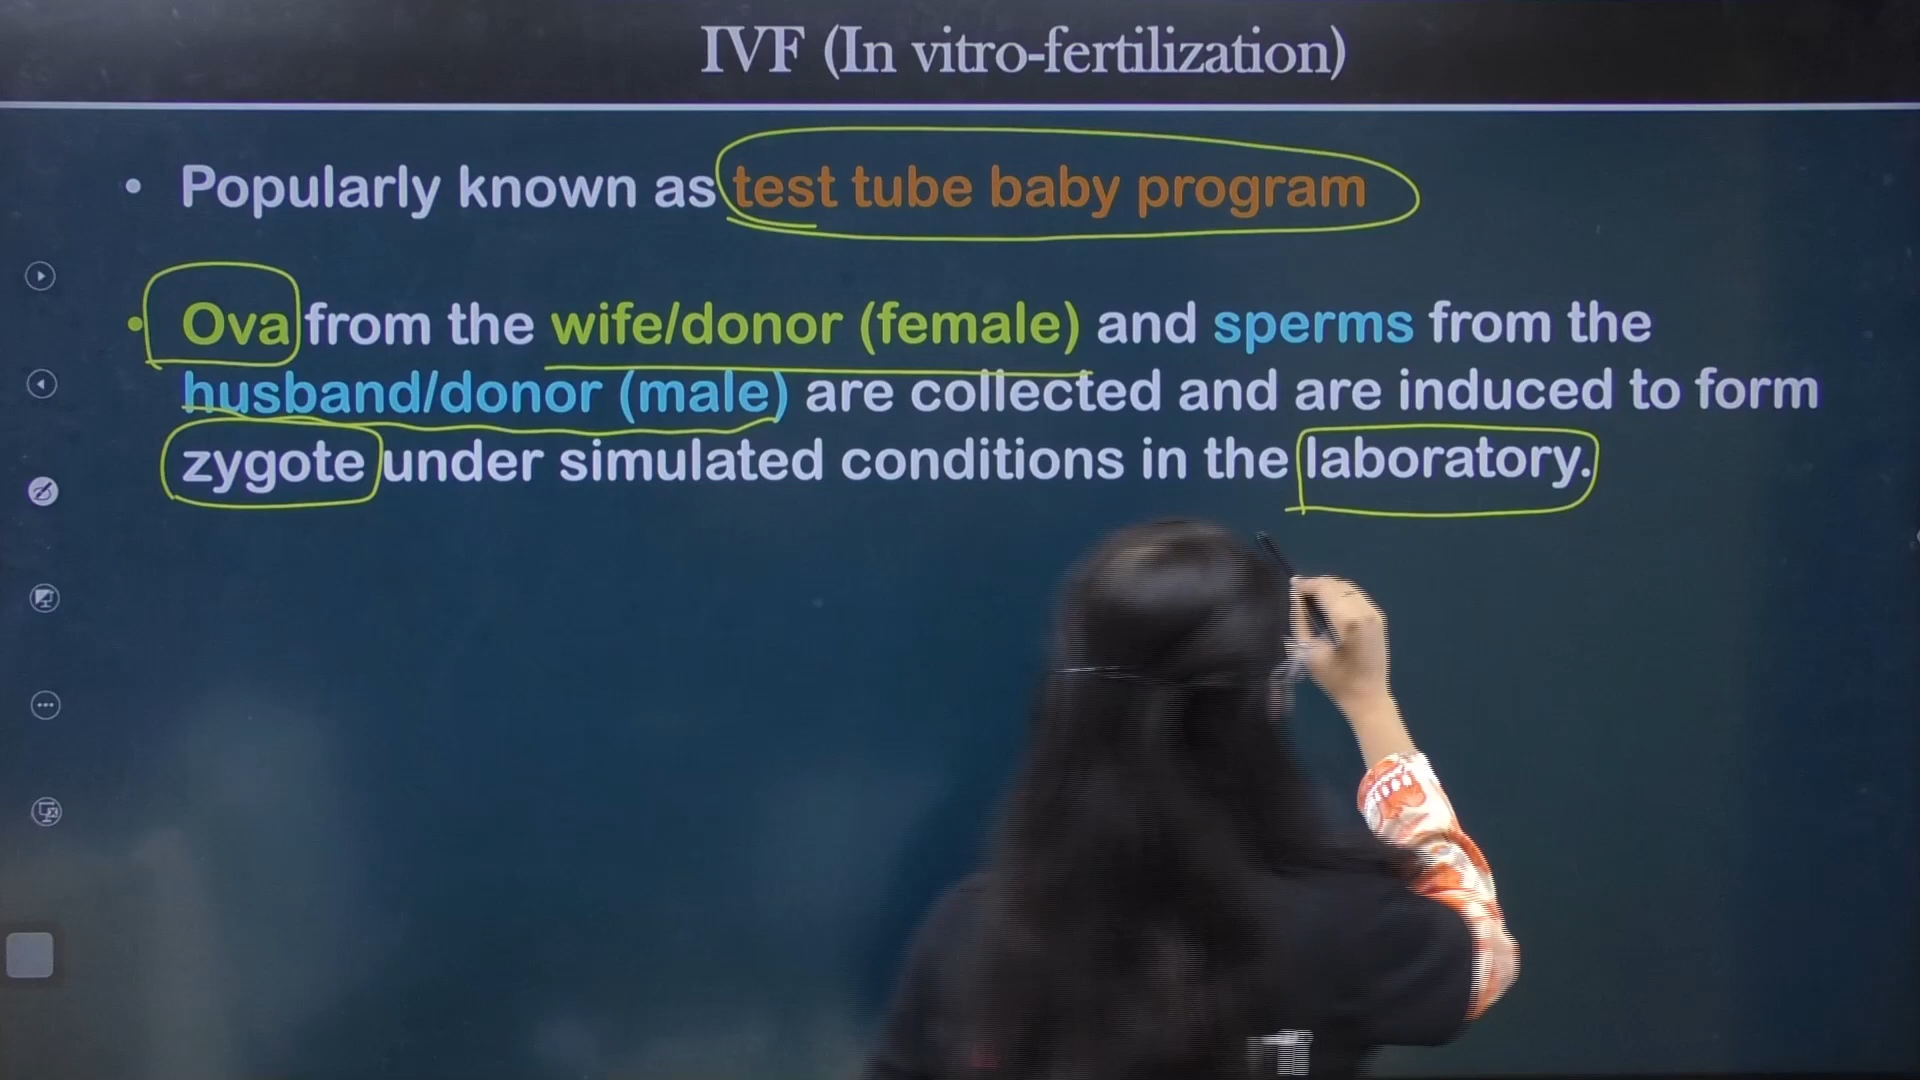 IVF (In vitro-fertilization)
• Popularly known as test tube baby program
• Ova from the wife/donor (female) and sperms from the
husband/donor (male) are collected and are induced to form
zygote under simulated conditions in the laboratory.